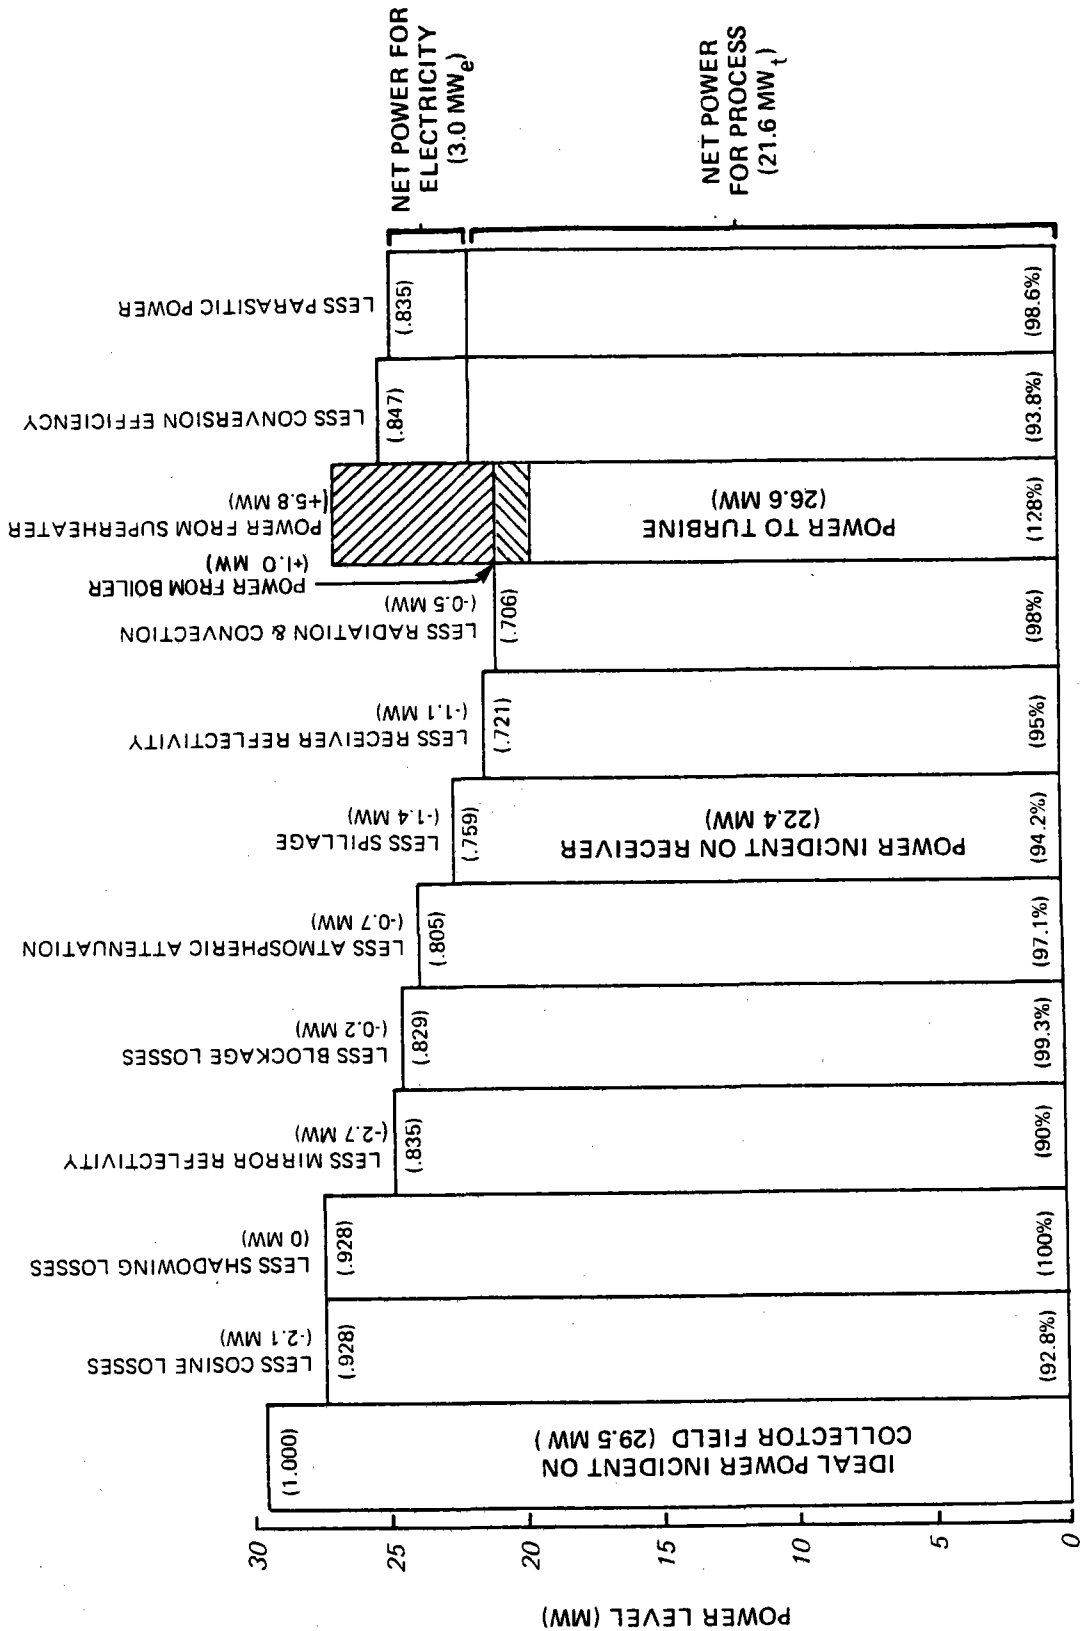 POWER LEVEL (MW)
30
25
20
15
10
5
0
IDEAL POWER INCIDENT ON
COLLECTOR FIELD (29.5 MW)
(1.000)
LESS COSINE LOSSES
(-2.1 MW)
(.928)
(92.8%)
LESS SHADOWING LOSSES
(0 MW)
(.928)
(100%)
LESS MIRROR REFLECTIVITY
(-2.7 MW)
(.835)
(90%)
LESS BLOCKAGE LOSSES
(-0.2 MW)
(.829)
(99.3%)
LESS ATMOSPHERIC ATTENUATION
(-0.7 MW)
(.805)
(97.1%)
LESS SPILLAGE
(-1.4 MW)
(.759)
POWER INCIDENT ON RECEIVER
(22.4 MW)
(94.2%)
LESS RECEIVER REFLECTIVITY
(-1.1 MW)
(.721)
(95%)
LESS RADIATION & CONVECTION
(-0.5 MW)
(.706)
(98%)
POWER FROM BOILER
(+1.0 MW)
POWER FROM SUPERHEATER
(+5.8 MW)
POWER TO TURBINE
(26.6 MW)
(128%)
LESS CONVERSION EFFICIENCY
(.847)
(93.8%)
LESS PARASITIC POWER
(.835)
(98.6%)
NET POWER FOR
ELECTRICITY
(3.0 MWe)
NET POWER
FOR PROCESS
(21.6 MWt)